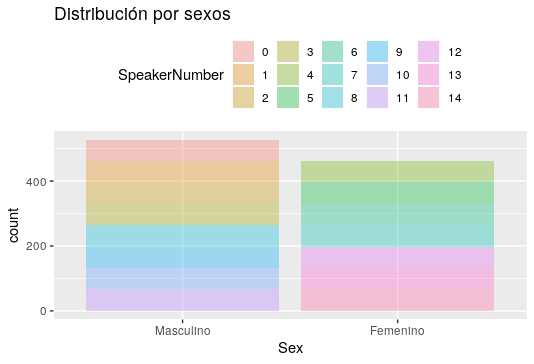 Distribución por sexos
SpeakerNumber
0 3 6 9 12
1 4 7 10 13
2 5 8 11 14
count
400
200
0
Masculino Femenino
Sex